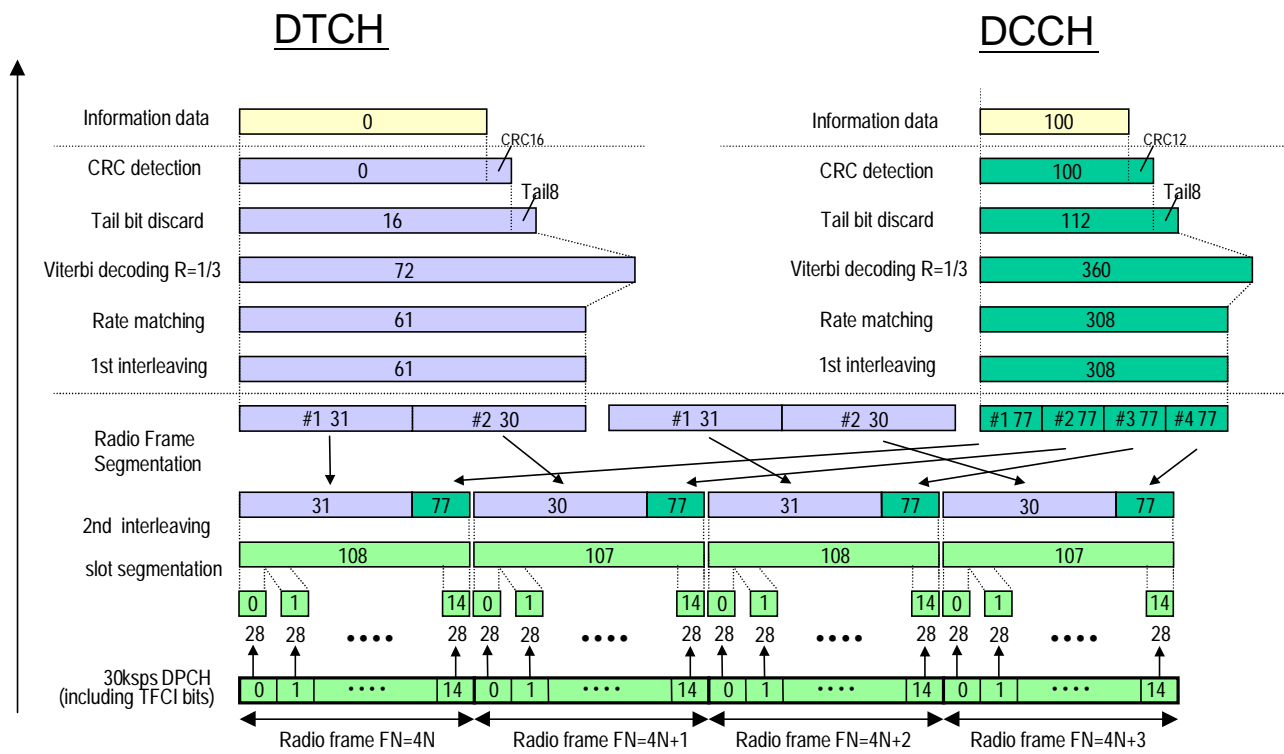 DTCH DCCH
Information data 0 Information data 100
CRC16 CRC12
CRC detection 0 CRC detection 100
Tail8 Tail8
Tail bit discard 16 Tail bit discard 112
Viterbi decoding R=1/3 72 Viterbi decoding R=1/3 360
Rate matching 61 Rate matching 308
1st interleaving 61 1st interleaving 308
#1 31 #2 30 #1 31 #2 30 #1 77 #2 77 #3 77 #4 77
Radio Frame
Segmentation
31 77 30 77 31 77 30 77
2nd interleaving
108 107 108 107
slot segmentation
0 1 14 0 1 14 0 1 14 0 1 14
28 28 •••• 28 28 28 •••• 28 28 28 •••• 28 28 28 •••• 28
30ksps DPCH
(including TFCI bits)
0 1 •••• 14 0 1 •••• 14 0 1 •••• 14 0 1 •••• 14
Radio frame FN=4N Radio frame FN=4N+1 Radio frame FN=4N+2 Radio frame FN=4N+3